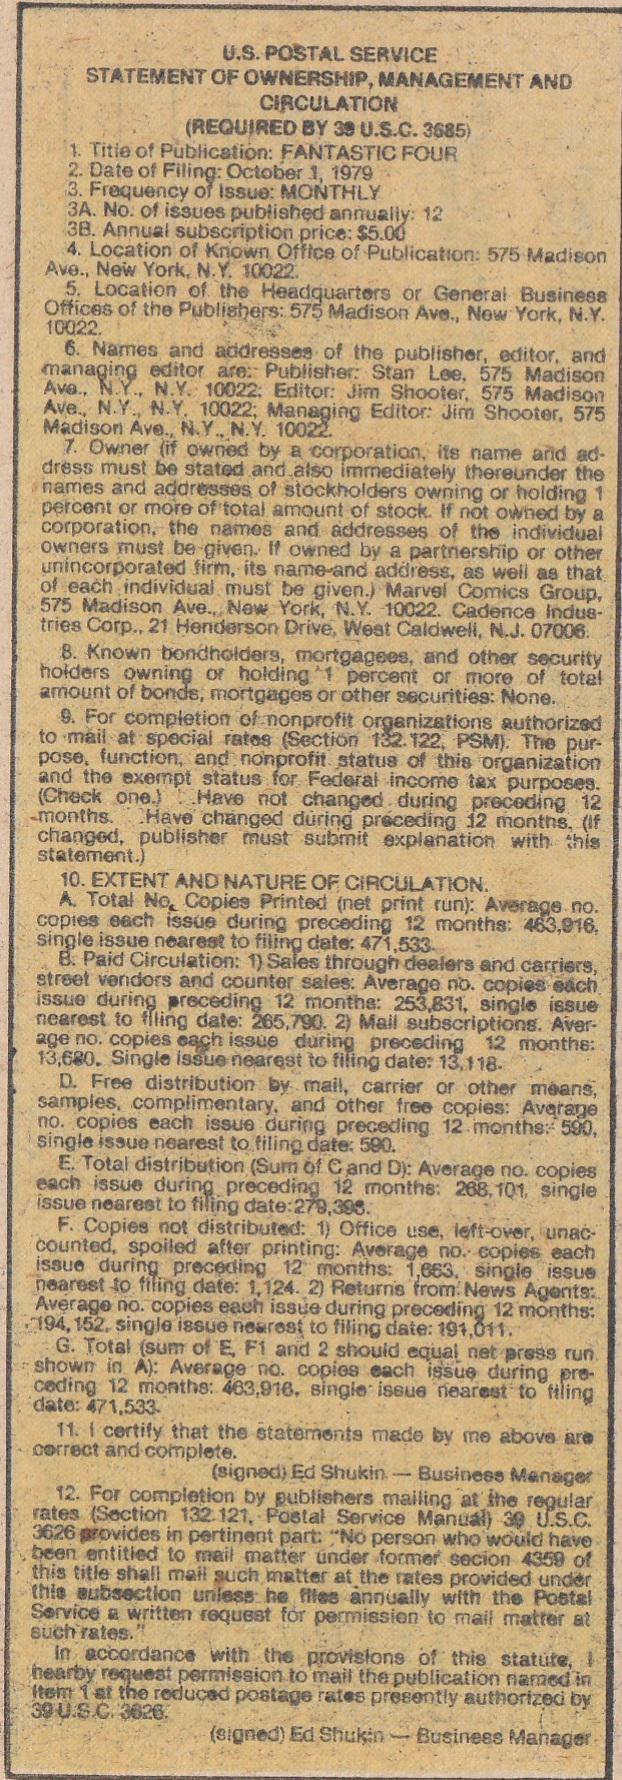 U.S. POSTAL SERVICE
STATEMENT OF OWNERSHIP, MANAGEMENT AND
CIRCULATION
(REQUIRED BY 39 U.S.C. 3685)
1. Title of Publication: FANTASTIC FOUR
2. Date of Filing: October 1, 1979
3. Frequency of Issue: MONTHLY
3A. No. of issues published annually: 12
3B. Annual subscription price: $5.00
4. Location of Known Office of Publication: 575 Madison
Ave., New York, N.Y. 10022.
5. Location of the Headquarters or General Business
Offices of the Publishers: 575 Madison Ave., New York, N.Y.
10022.
6. Names and addresses of the publisher, editor, and
managing editor are: Publisher: Stan Lee, 575 Madison
Ave., N.Y., N.Y. 10022; Editor: Jim Shooter, 575 Madison
Ave., N.Y., N.Y. 10022; Managing Editor: Jim Shooter, 575
Madison Ave., N.Y., N.Y. 10022.
7. Owner (if owned by a corporation, its name and ad-
dress must be stated and also immediately thereunder the
names and addresses of stockholders owning or holding 1
percent or more of total amount of stock. If not owned by a
corporation, the names and addresses of the individual
owners must be given. If owned by a partnership or other
unincorporated firm, its name and address, as well as that
of each individual must be given.) Marvel Comics Group,
575 Madison Ave., New York, N.Y. 10022. Cadence Indus-
tries Corp., 21 Henderson Drive, West Caldwell, N.J. 07006.
8. Known bondholders, mortgagees, and other security
holders owning or holding 1 percent or more of total
amount of bonds, mortgages or other securities: None.
9. For completion of nonprofit organizations authorized
to mail at special rates (Section 132.122, PSM). The pur-
pose, function, and nonprofit status of this organization
and the exempt status for Federal income tax purposes.
(Check one.) Have not changed during preceding 12
months. Have changed during preceding 12 months. (If
changed, publisher must submit explanation with this
statement.)
10. EXTENT AND NATURE OF CIRCULATION.
A. Total No. Copies Printed (net print run): Average no.
copies each issue during preceding 12 months: 463,916,
single issue nearest to filing date: 471,533.
B. Paid Circulation: 1) Sales through dealers and carriers,
street vendors and counter sales: Average no. copies each
issue during preceding 12 months: 253,831, single issue
nearest to filing date: 265,790. 2) Mail subscriptions. Aver-
age no. copies each issue during preceding 12 months:
13,680. Single issue nearest to filing date: 13,118.
D. Free distribution by mail, carrier or other means,
samples, complimentary, and other free copies: Average
no. copies each issue during preceding 12 months: 590,
single issue nearest to filing date: 590.
E. Total distribution (Sum of C and D): Average no. copies
each issue during preceding 12 months: 268,101, single
issue nearest to filing date:279,398.
F. Copies not distributed: 1) Office use, left-over, unac-
counted, spoiled after printing: Average no. copies each
issue during preceding 12 months: 1,663, single issue
nearest to filing date: 1,124. 2) Returns from News Agents:
Average no. copies each issue during preceding 12 months:
194,152, single issue nearest to filing date: 191,011.
G. Total (sum of E, F1 and 2 should equal net press run
shown in A): Average no. copies each issue during pre-
ceding 12 months: 463,916, single issue nearest to filing
date: 471,533.
11. I certify that the statements made by me above are
correct and complete.
(signed) Ed Shukin — Business Manager
12. For completion by publishers mailing at the regular
rates (Section 132.121, Postal Service Manual) 39 U.S.C.
3626 provides in pertinent part: "No person who would have
been entitled to mail matter under former secion 4359 of
this title shall mail such matter at the rates provided under
this subsection unless he files annually with the Postal
Service a written request for permission to mail matter at
such rates."
In accordance with the provisions of this statute, I
hearby request permission to mail the publication named in
Item 1 at the reduced postage rates presently authorized by
39 U.S.C. 3626.
(signed) Ed Shukin — Business Manager